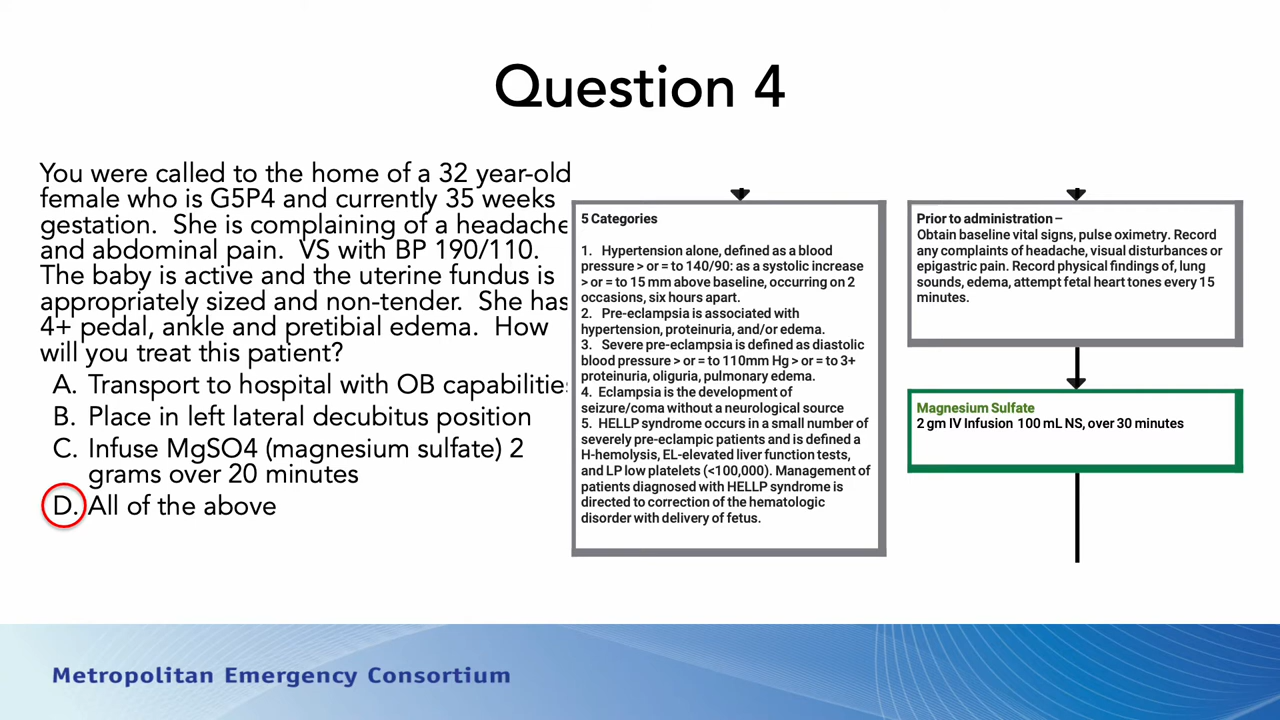 Question 4
You were called to the home of a 32 year-old
female who is G5P4 and currently 35 weeks
gestation. She is complaining of a headache
and abdominal pain. VS with BP 190/110.
The baby is active and the uterine fundus is
appropriately sized and non-tender. She has
4+ pedal, ankle and pretibial edema. How
will you treat this patient?
A. Transport to hospital with OB capabilities
B. Place in left lateral decubitus position
C. Infuse MgSO4 (magnesium sulfate) 2
grams over 20 minutes
D. All of the above
5 Categories
1. Hypertension alone, defined as a blood
pressure > or = to 140/90: as a systolic increase
> or = to 15 mm above baseline, occurring on 2
occasions, six hours apart.
2. Pre-eclampsia is associated with
hypertension, proteinuria, and/or edema.
3. Severe pre-eclampsia is defined as diastolic
blood pressure > or = to 110mm Hg > or = to 3+
proteinuria, oliguria, pulmonary edema.
4. Eclampsia is the development of
seizure/coma without a neurological source
5. HELLP syndrome occurs in a small number of
severely pre-eclampic patients and is defined a
H-hemolysis, EL-elevated liver function tests,
and LP low platelets (<100,000). Management of
patients diagnosed with HELLP syndrome is
directed to correction of the hematologic
disorder with delivery of fetus.
Prior to administration –
Obtain baseline vital signs, pulse oximetry. Record
any complaints of headache, visual disturbances or
epigastric pain. Record physical findings of, lung
sounds, edema, attempt fetal heart tones every 15
minutes.
Magnesium Sulfate
2 gm IV Infusion 100 mL NS, over 30 minutes
Metropolitan Emergency Consortium